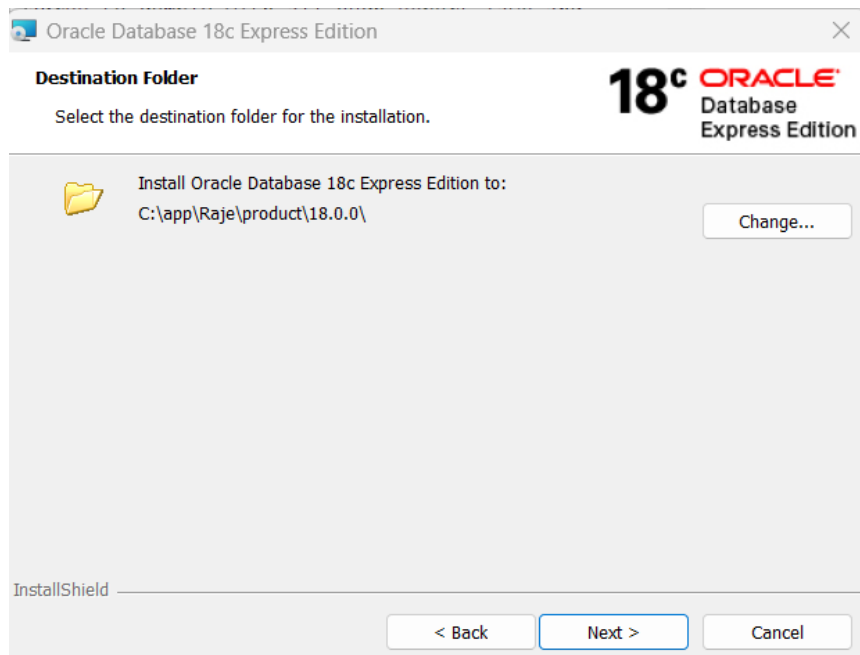 Oracle Database 18c Express Edition
Destination Folder
Select the destination folder for the installation.
18c ORACLE
Database
Express Edition
Install Oracle Database 18c Express Edition to:
C:\app\Raje\product\18.0.0\
Change...
InstallShield
< Back
Next >
Cancel